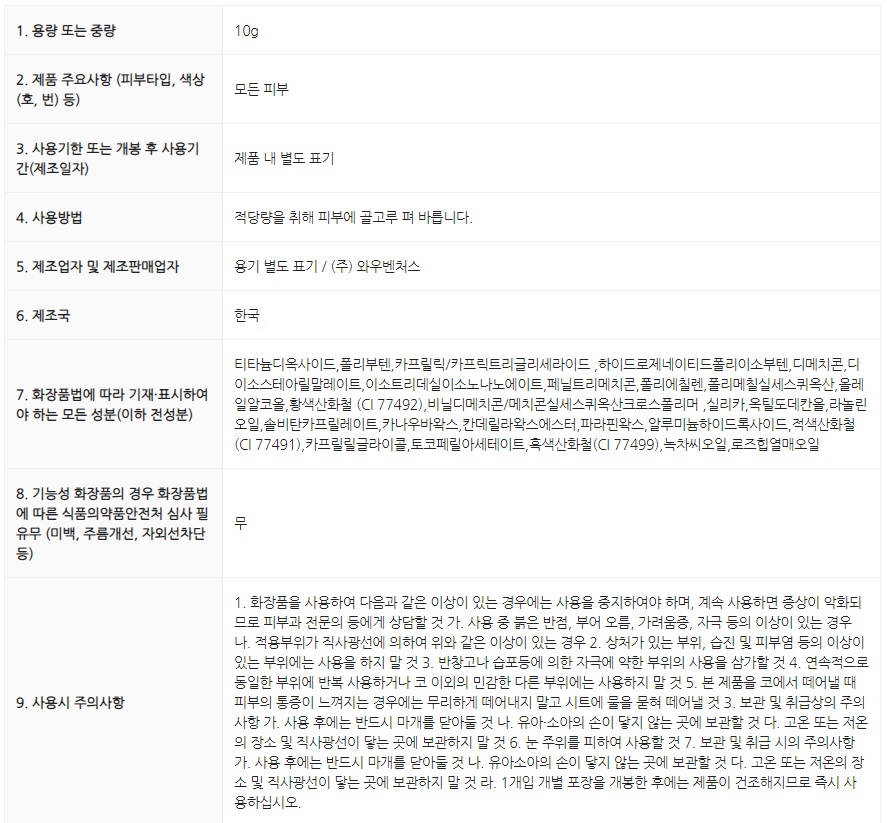 1. 용량 또는 중량
10g
2. 제품 주요사항 (피부타입, 색상
(호, 번) 등)
모든 피부
3. 사용기한 또는 개봉 후 사용기
간(제조일자)
제품 내 별도 표기
4. 사용방법
적당량을 취해 피부에 골고루 펴 바릅니다.
5. 제조업자 및 제조판매업자
용기 별도 표기 / (주) 와우벤처스
6. 제조국
한국
7. 화장품법에 따라 기재·표시하여
야 하는 모든 성분(이하 전성분)
티타늄디옥사이드,폴리부텐,카프릴릭/카프릭트리글리세라이드 ,하이드로제네이티드폴리이소부텐,디메치콘,디
이소스테아릴말레이트,이소트리데실이소노나노에이트,페닐트리메치콘,폴리에칠렌,폴리메칠실세스퀴옥산,올레
일알코올,황색산화철 (CI 77492),비닐디메치콘/메치콘실세스퀴옥산크로스폴리머 ,실리카,옥틸도데칸올,라놀린
오일,솔비탄카프릴레이트,카나우바왁스,칸데릴라왁스에스터,파라핀왁스,알루미늄하이드록사이드,적색산화철
(CI 77491),카프릴릴글라이콜,토코페릴아세테이트,흑색산화철(CI 77499),녹차씨오일,로즈힙열매오일
8. 기능성 화장품의 경우 화장품법
에 따른 식품의약품안전처 심사 필
유무 (미백, 주름개선, 자외선차단
등)
무
9. 사용시 주의사항
1. 화장품을 사용하여 다음과 같은 이상이 있는 경우에는 사용을 중지하여야 하며, 계속 사용하면 증상이 악화되
므로 피부과 전문의 등에게 상담할 것 가. 사용 중 붉은 반점, 부어 오름, 가려움증, 자극 등의 이상이 있는 경우
나. 적용부위가 직사광선에 의하여 위와 같은 이상이 있는 경우 2. 상처가 있는 부위, 습진 및 피부염 등의 이상이
있는 부위에는 사용을 하지 말 것 3. 반창고나 습포등에 의한 자극에 약한 부위의 사용을 삼가할 것 4. 연속적으로
동일한 부위에 반복 사용하거나 코 이외의 민감한 다른 부위에는 사용하지 말 것 5. 본 제품을 코에서 떼어낼 때
피부의 통증이 느껴지는 경우에는 무리하게 떼어내지 말고 시트에 물을 묻혀 떼어낼 것 3. 보관 및 취급상의 주의
사항 가. 사용 후에는 반드시 마개를 닫아둘 것 나. 유아·소아의 손이 닿지 않는 곳에 보관할 것 다. 고온 또는 저온
의 장소 및 직사광선이 닿는 곳에 보관하지 말 것 6. 눈 주위를 피하여 사용할 것 7. 보관 및 취급 시의 주의사항
가. 사용 후에는 반드시 마개를 닫아둘 것 나. 유아소아의 손이 닿지 않는 곳에 보관할 것 다. 고온 또는 저온의 장
소 및 직사광선이 닿는 곳에 보관하지 말 것 라. 1개입 개별 포장을 개봉한 후에는 제품이 건조해지므로 즉시 사
용하십시오.